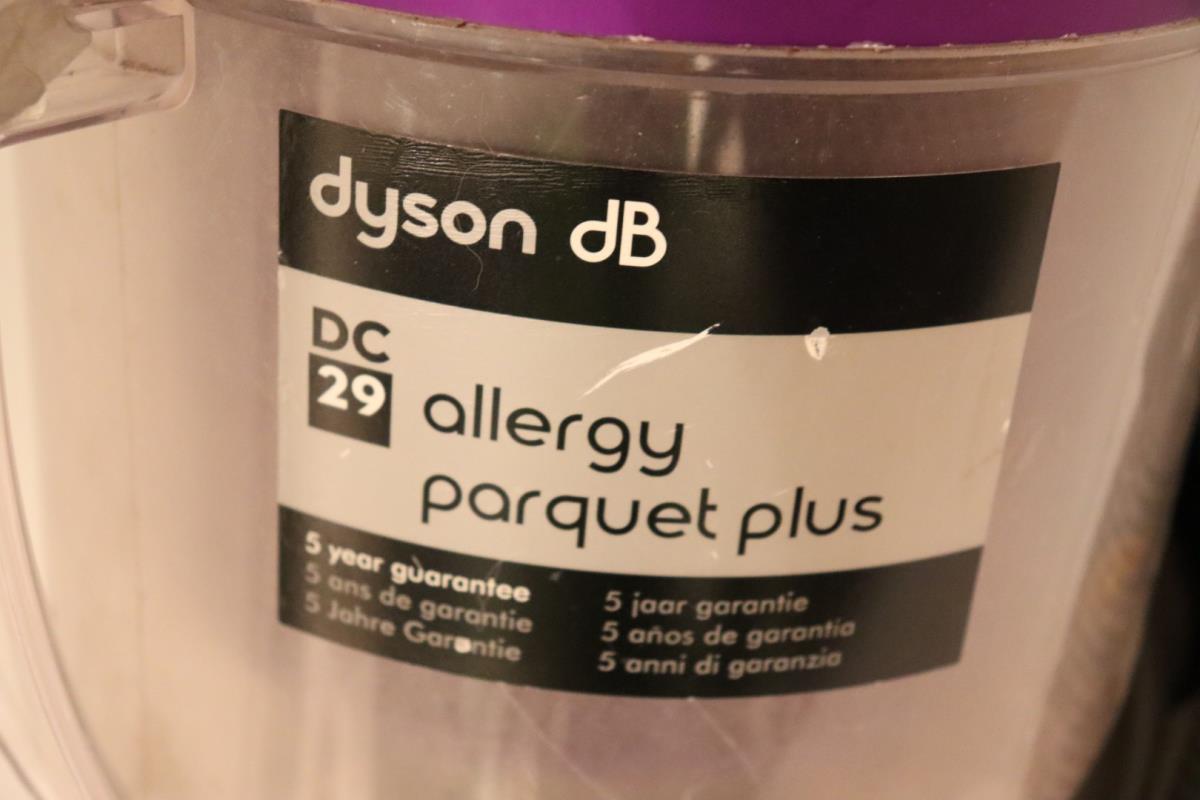 dyson dB
DC
29
allergy
parquet plus
5 year guarantee
5 ans de garantie
5 Jahre Garantie
5 jaar garantie
5 años de garantia
5 anni di garanzia